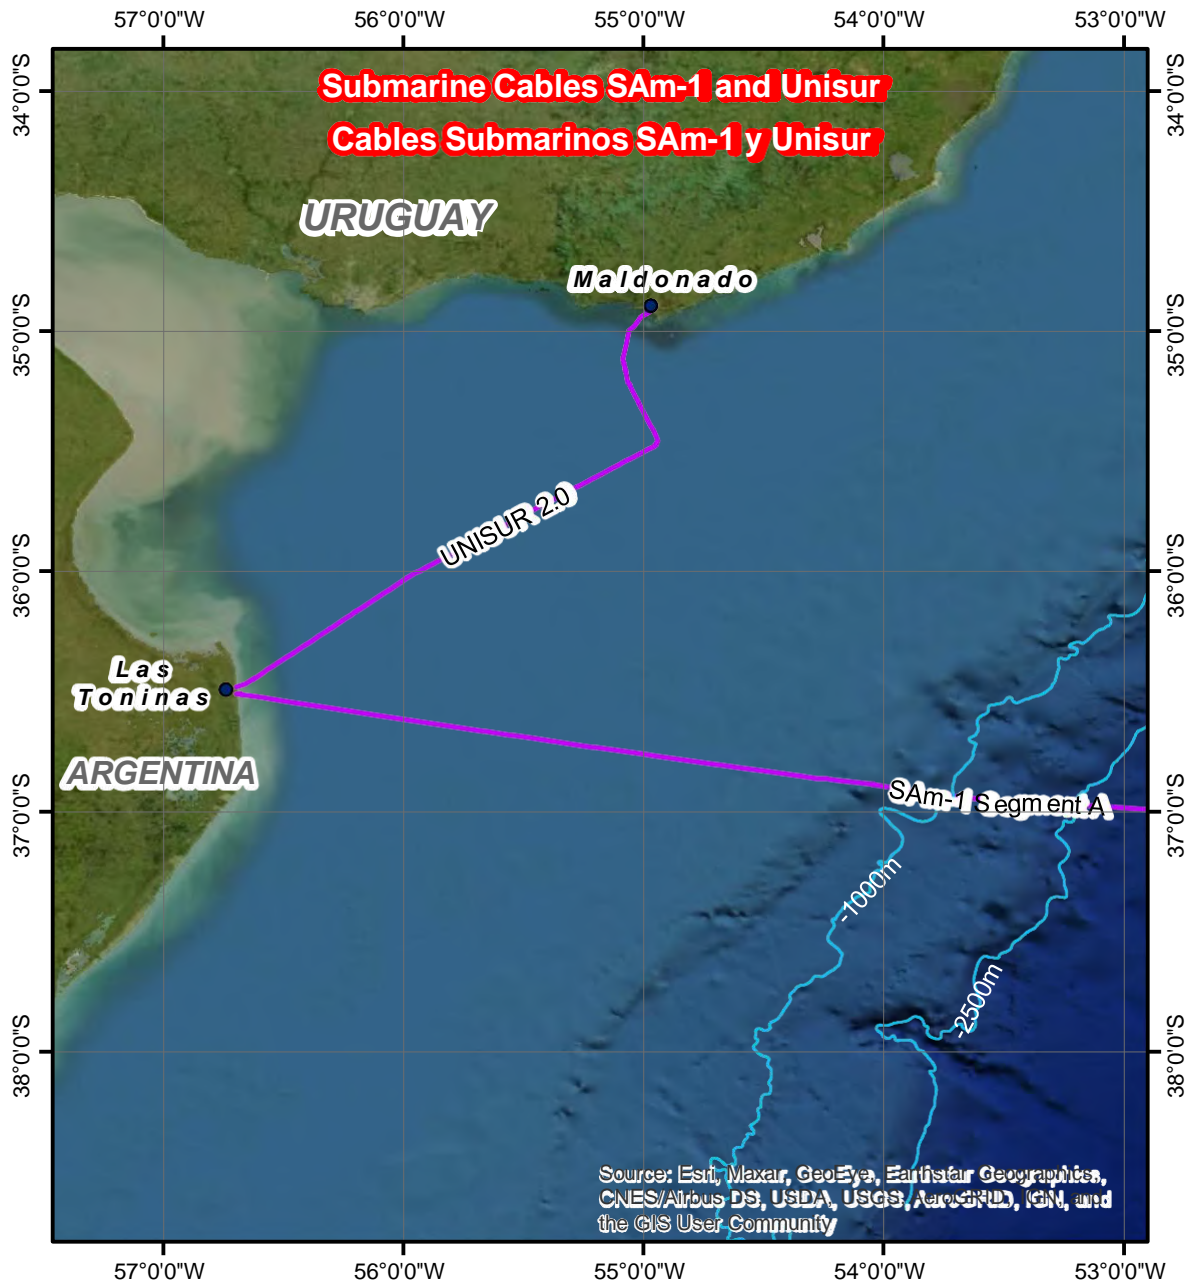 57°0'0"W 56°0'0"W 55°0'0"W 54°0'0"W 53°0'0"W
Submarine Cables SAm-1 and Unisur
Cables Submarinos SAm-1 y Unisur
34°0'0"S 34°0'0"S
URUGUAY
Maldonado
35°0'0"S 35°0'0"S
UNISUR 2.0
36°0'0"S 36°0'0"S
Las
Toninas
ARGENTINA
SAm-1 Segment A
37°0'0"S 37°0'0"S
-1000m
-2500m
38°0'0"S 38°0'0"S
Source: Esri, Maxar, GeoEye, Earthstar Geographics,
CNES/Airbus DS, USDA, USGS, AeroGRID, IGN, and
the GIS User Community
57°0'0"W 56°0'0"W 55°0'0"W 54°0'0"W 53°0'0"W